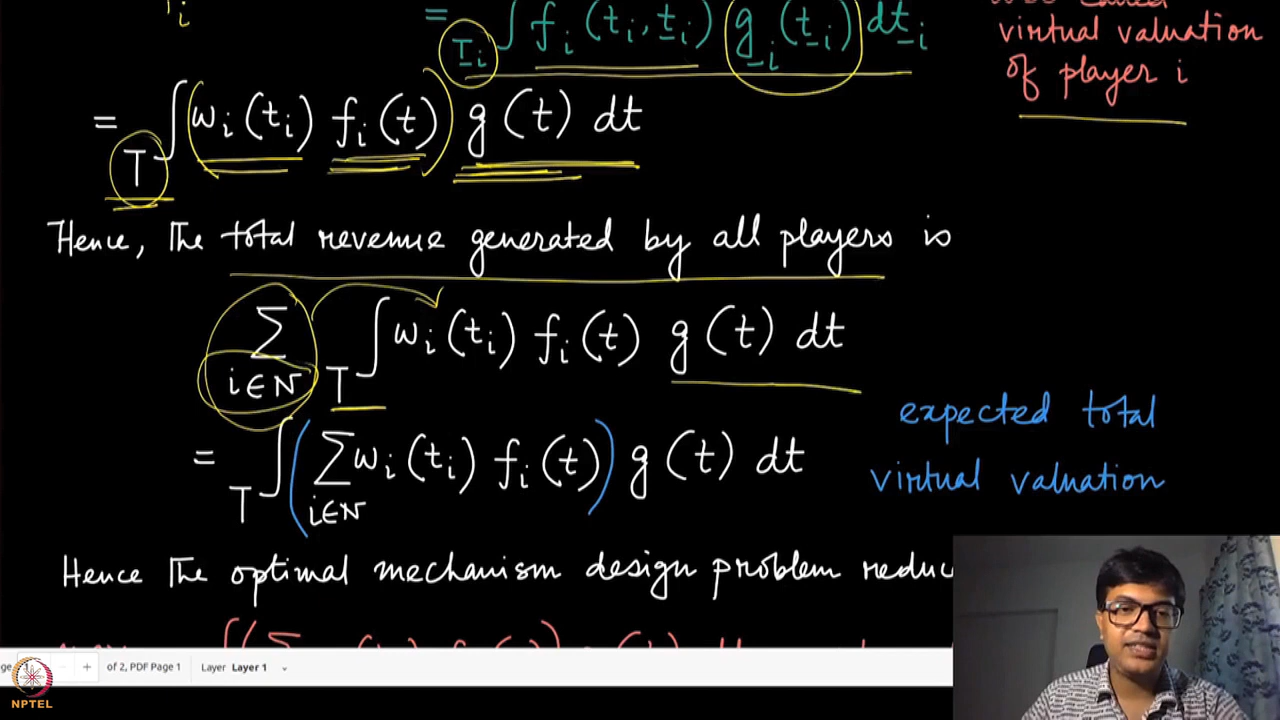 T_i
= ∫_{T_{-i}} f_i(t_i, t_{-i}) g_{-i}(t_{-i}) dt_{-i}
virtual valuation
of player i
= ∫_T w_i(t_i) f_i(t) g(t) dt
Hence, the total revenue generated by all players is
∑_{i∈N} ∫_T w_i(t_i) f_i(t) g(t) dt
= ∫_T (∑_{i∈N} w_i(t_i) f_i(t)) g(t) dt
expected total
virtual valuation
Hence the optimal mechanism design problem reduc
of 2, PDF Page 1
Layer Layer 1
NPTEL